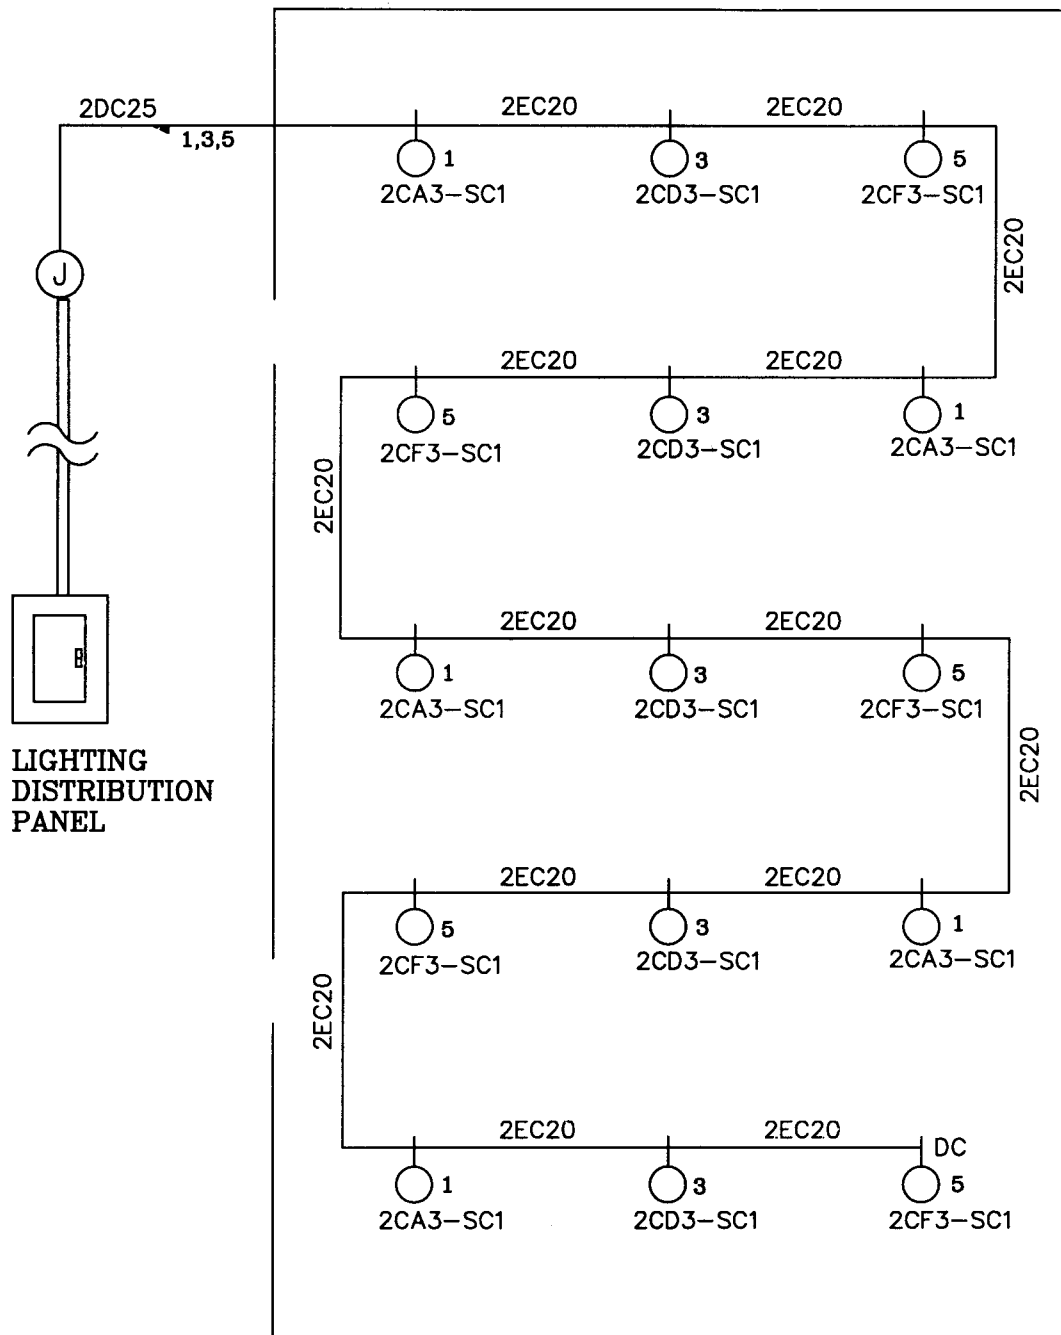 2DC25
2EC20
2EC20
1,3,5
1
3
5
2CA3-SC1
2CD3-SC1
2CF3-SC1
2EC20
J
2EC20
2EC20
5
3
1
2CF3-SC1
2CD3-SC1
2CA3-SC1
2EC20
2EC20
2EC20
1
3
5
2CA3-SC1
2CD3-SC1
2CF3-SC1
2EC20
LIGHTING
DISTRIBUTION
PANEL
2EC20
2EC20
5
3
1
2CF3-SC1
2CD3-SC1
2CA3-SC1
2EC20
2EC20
2EC20
DC
1
3
5
2CA3-SC1
2CD3-SC1
2CF3-SC1